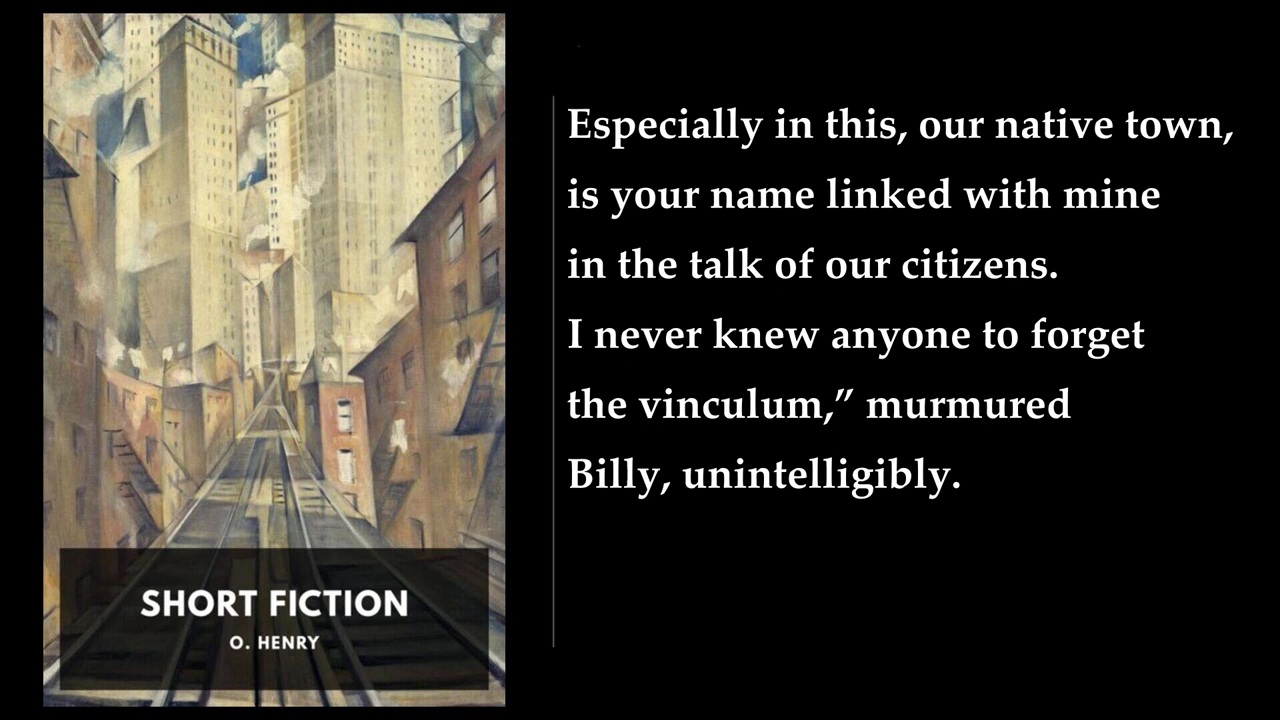 SHORT FICTION
O. HENRY
Especially in this, our native town,
is your name linked with mine
in the talk of our citizens.
I never knew anyone to forget
the vinculum,” murmured
Billy, unintelligibly.